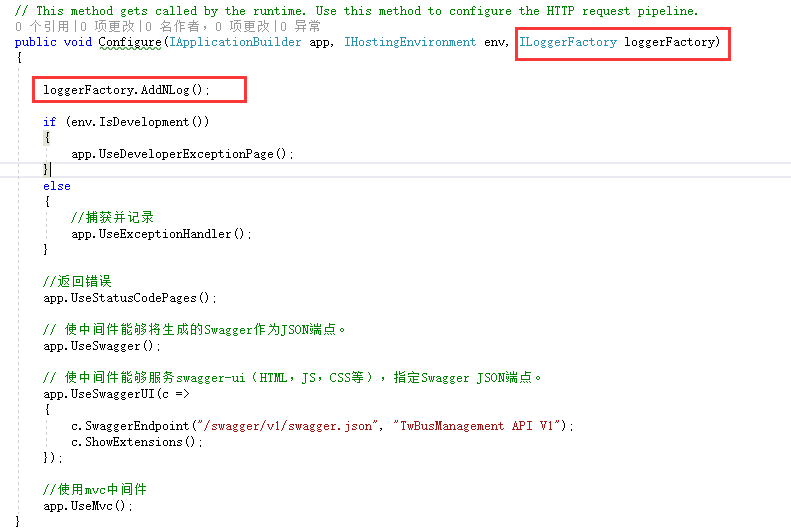 // This method gets called by the runtime. Use this method to configure the HTTP request pipeline.
0 个引用|0 项更改|0 名作者，0 项更改|0 异常
public void Configure(IApplicationBuilder app, IHostingEnvironment env, ILoggerFactory loggerFactory)
{
loggerFactory.AddNLog();
if (env.IsDevelopment())
{
app.UseDeveloperExceptionPage();
}
else
{
//捕获并记录
app.UseExceptionHandler();
}
//返回错误
app.UseStatusCodePages();
// 使中间件能够将生成的Swagger作为JSON端点。
app.UseSwagger();
// 使中间件能够服务swagger-ui（HTML，JS，CSS等），指定Swagger JSON端点。
app.UseSwaggerUI(c =>
{
c.SwaggerEndpoint("/swagger/v1/swagger.json", "TwBusManagement API V1");
c.ShowExtensions();
});
//使用mvc中间件
app.UseMvc();
}